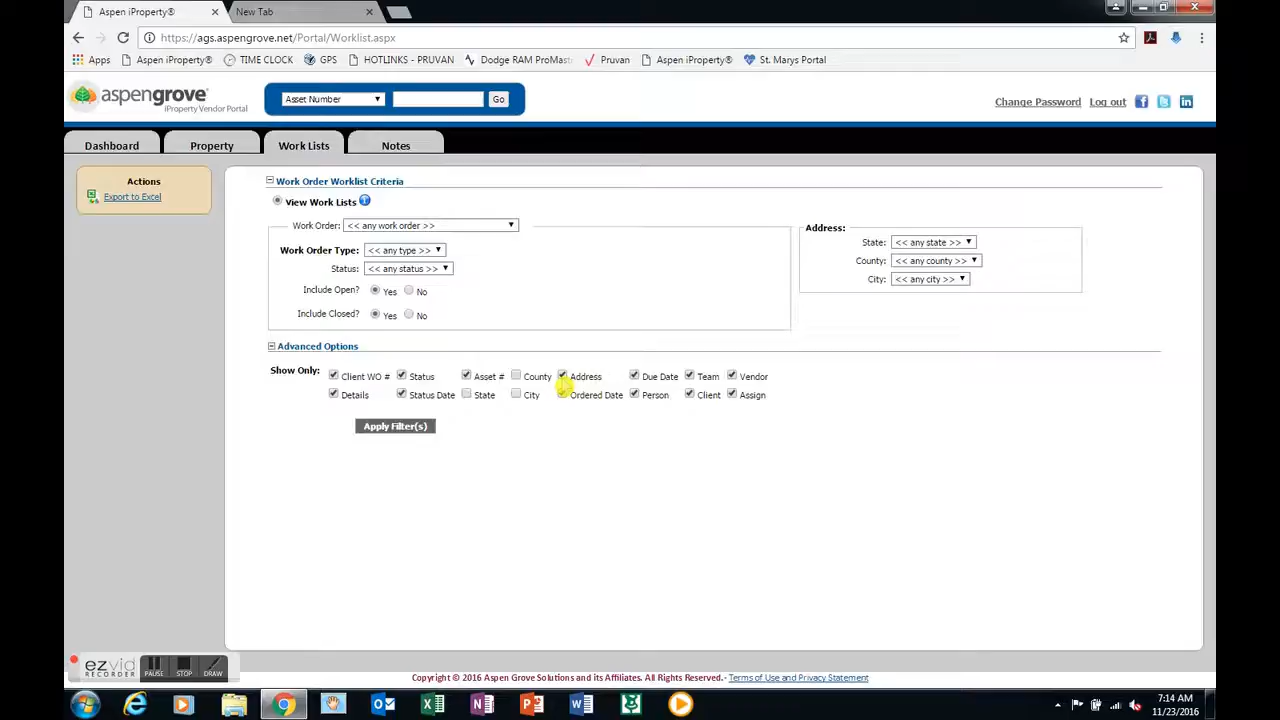 Aspen iProperty® New Tab
https://ags.aspengrove.net/Portal/Worklist.aspx
Apps Aspen iProperty® TIME CLOCK GPS HOTLINKS - PRUVAN Dodge RAM ProMast Pruvan Aspen iProperty® St. Marys Portal
aspengrove
iProperty Vendor Portal
Asset Number Go
Change Password Log out
Dashboard Property Work Lists Notes
Actions
Export to Excel
Work Order Worklist Criteria
View Work Lists
Work Order: << any work order >>
Work Order Type: << any type >>
Status: << any status >>
Include Open? Yes No
Include Closed? Yes No
Address:
State: << any state >>
County: << any county >>
City: << any city >>
Advanced Options
Show Only: Client WO # Status Asset # County Address Due Date Team Vendor
Details Status Date State City Ordered Date Person Client Assign
Apply Filter(s)
ezvid
RECORDER
PAUSE STOP DRAW
Copyright © 2016 Aspen Grove Solutions and its Affiliates. All Rights Reserved.- Terms of Use and Privacy Statement
7:14 AM
11/23/2016